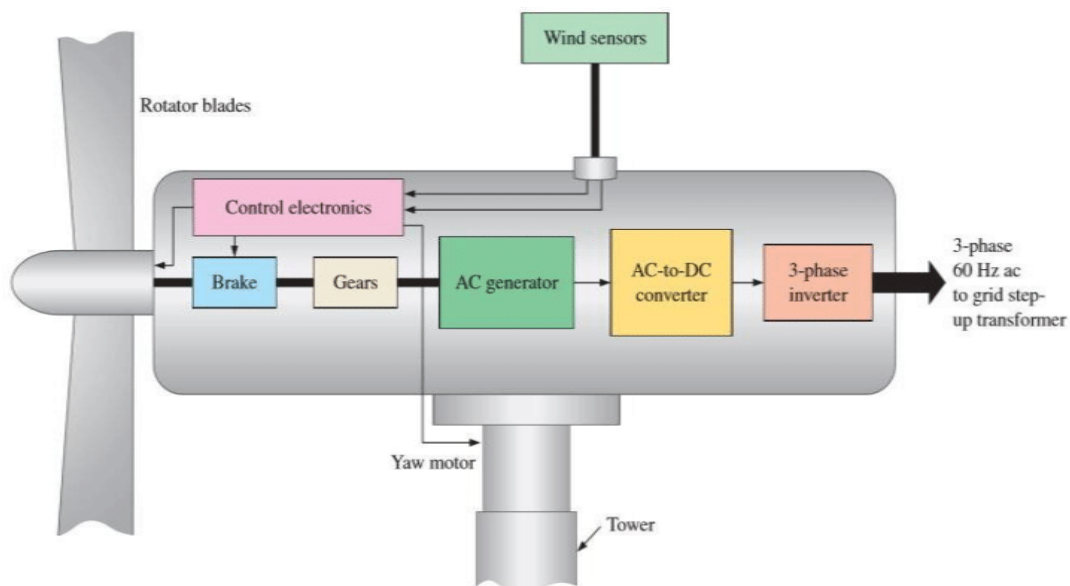 Wind sensors
Rotator blades
Control electronics
Brake
Gears
AC generator
AC-to-DC
converter
3-phase
inverter
3-phase
60 Hz ac
to grid step-
up transformer
Yaw motor
Tower